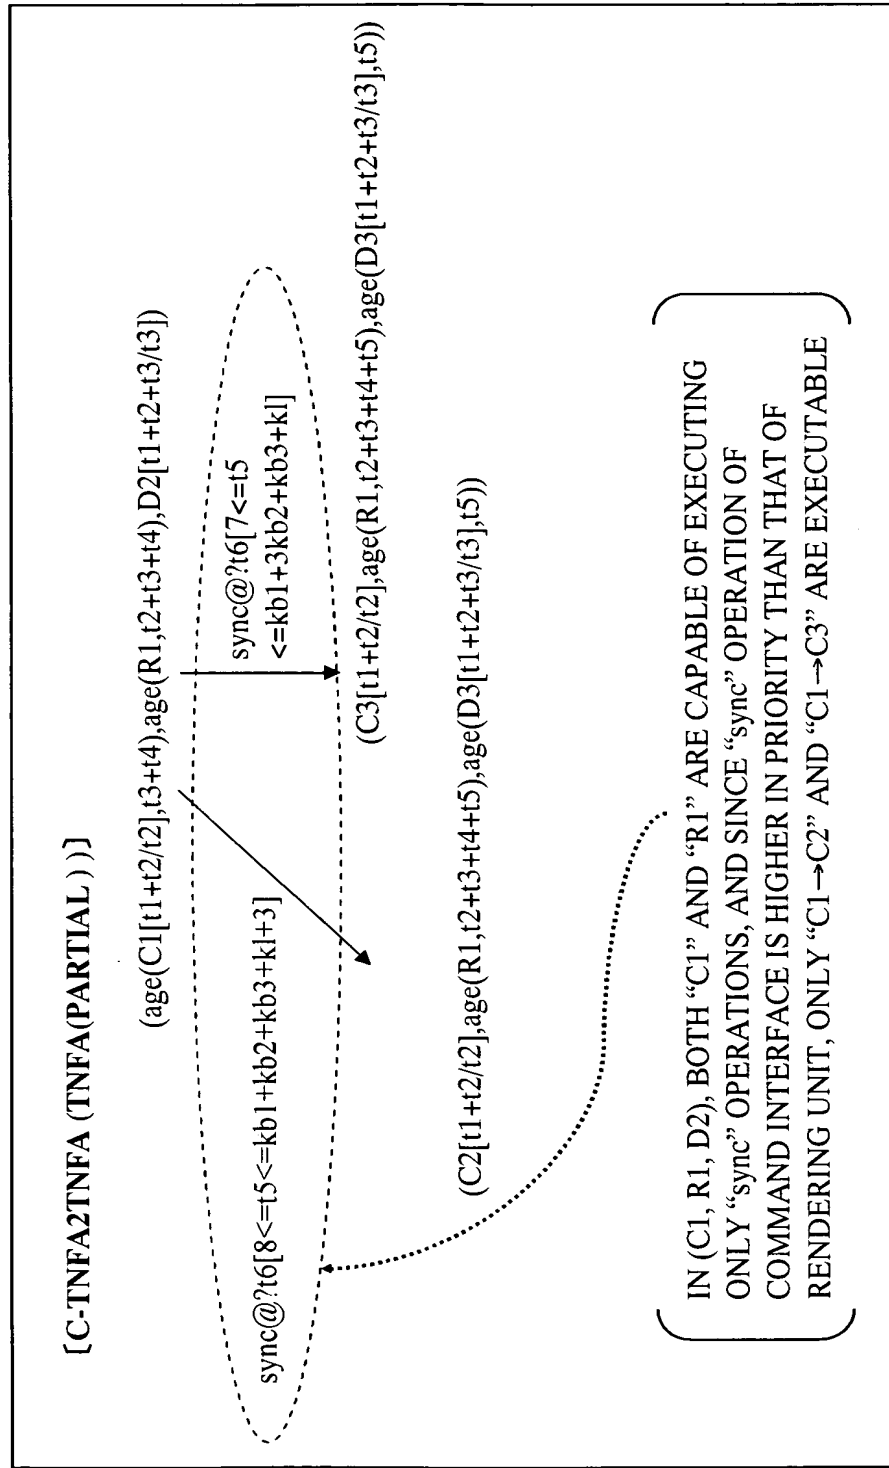 [C-TNFA2TNFA (TNFA(PARTIAL ) )]
(age(C1[t1+t2/t2],t3+t4),age(R1,t2+t3+t4),D2[t1+t2+t3/t3])
sync@?t6[8<=t5<=kb1+kb2+kb3+kl+3]
sync@?t6[7<=t5
<=kb1+3kb2+kb3+kl]
(C3[t1+t2/t2],age(R1,t2+t3+t4+t5),age(D3[t1+t2+t3/t3],t5))
(C2[t1+t2/t2],age(R1,t2+t3+t4+t5),age(D3[t1+t2+t3/t3],t5))
IN (C1, R1, D2), BOTH “C1” AND “R1” ARE CAPABLE OF EXECUTING
ONLY “sync” OPERATIONS, AND SINCE “sync” OPERATION OF
COMMAND INTERFACE IS HIGHER IN PRIORITY THAN THAT OF
RENDERING UNIT, ONLY “C1→C2” AND “C1→C3” ARE EXECUTABLE